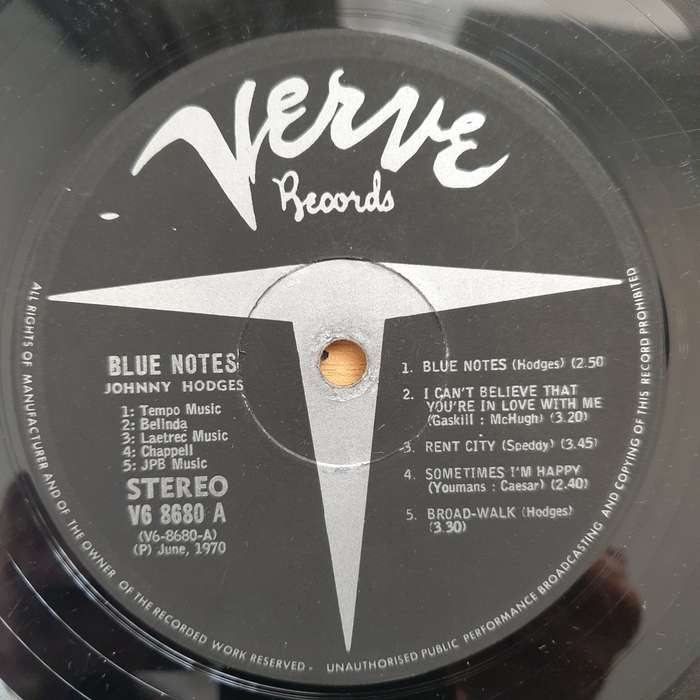 Verve
Records
BLUE NOTES
JOHNNY HODGES
1: Tempo Music
2: Belinda
3: Laetrec Music
4: Chappell
5: JPB Music
STEREO
V6 8680 A
(V6-8680-A)
(P) June, 1970
1. BLUE NOTES (Hodges) (2.50
2. I CAN'T BELIEVE THAT
YOU'RE IN LOVE WITH ME
(Gaskill : McHugh) (3.20)
3. RENT CITY (Speddy) (3.45)
4. SOMETIMES I'M HAPPY
(Youmans : Caesar) (2.40)
5. BROAD-WALK (Hodges)
(3.30)
ALL RIGHTS OF MANUFACTURER AND OF THE OWNER OF THE RECORDED WORK RESERVED - UNAUTHORISED PUBLIC PERFORMANCE BROADCASTING AND COPYING OF THIS RECORD PROHIBITED